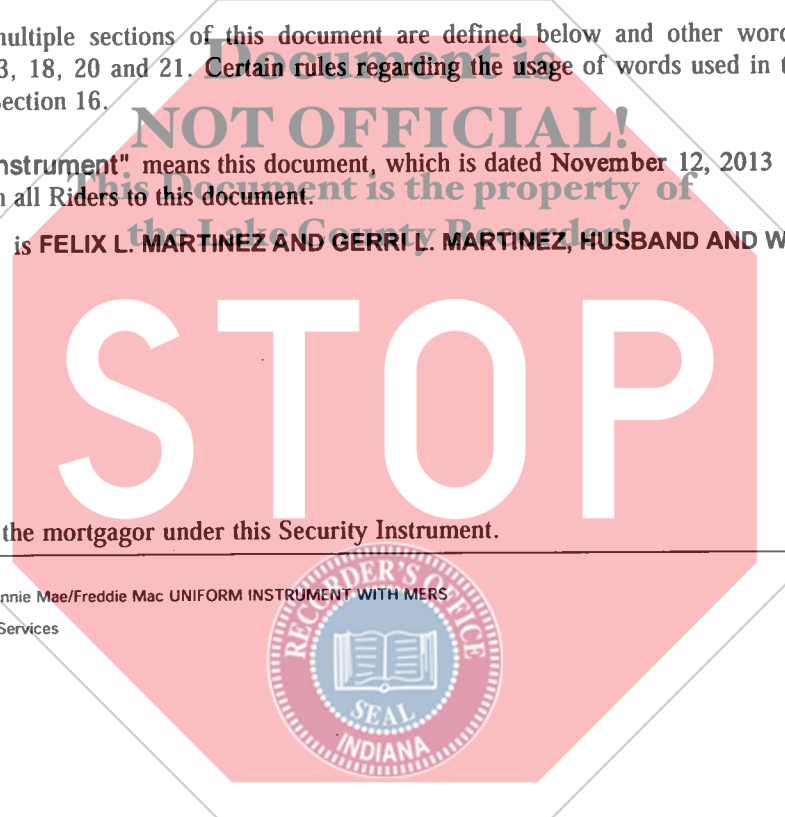 multiple sections of this document are defined below and other word
3, 18, 20 and 21. Certain rules regarding the usage of words used in t
ection 16.
Document is
NOT OFFICIAL!
This Document is the property of
the Lake County Recorder!
nstrument" means this document, which is dated November 12, 2013
n all Riders to this document.
is FELIX L. MARTINEZ AND GERRI L. MARTINEZ, HUSBAND AND W
STOP
the mortgagor under this Security Instrument.
nnie Mae/Freddie Mac UNIFORM INSTRUMENT WITH MERS
Services
RECORDER'S OFFICE
SEAL
INDIANA